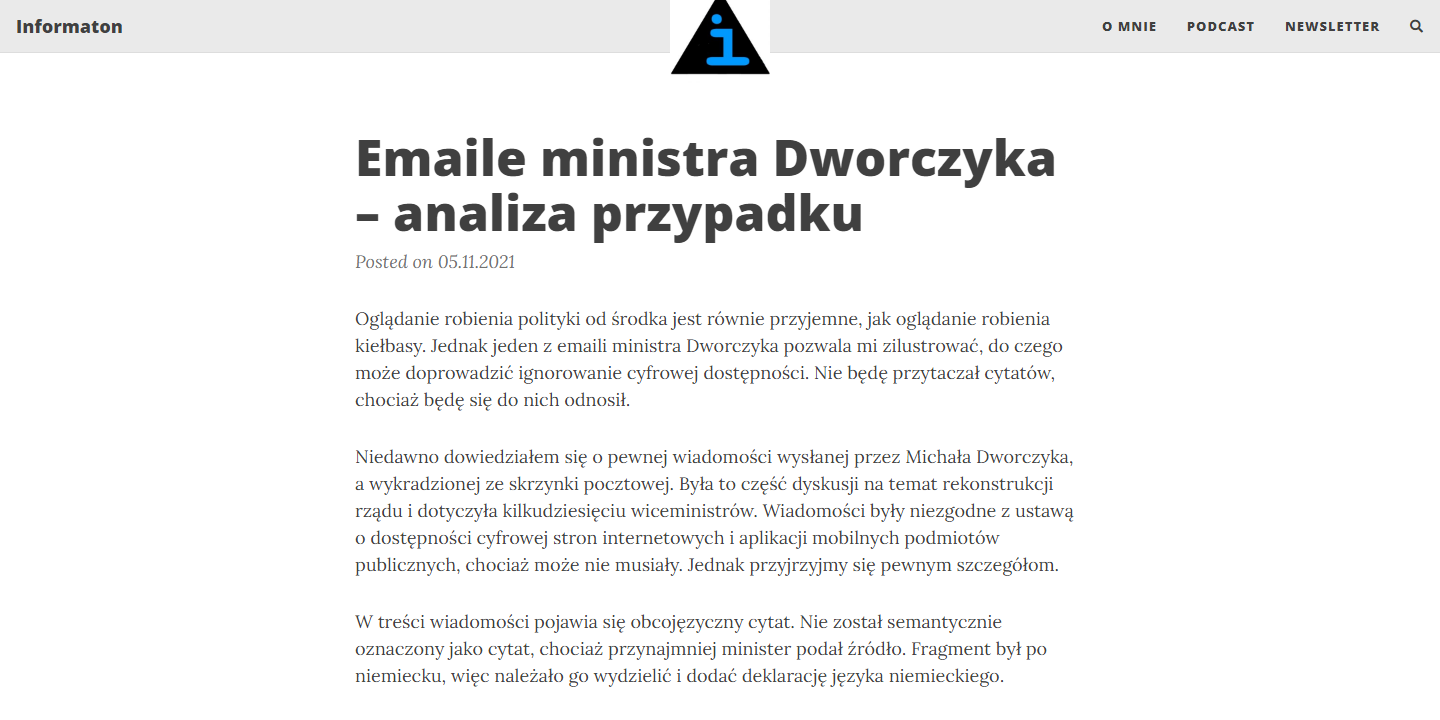 Informaton
i
O MNIE PODCAST NEWSLETTER
Emaile ministra Dworczyka
– analiza przypadku
Posted on 05.11.2021
Oglądanie robienia polityki od środka jest równie przyjemne, jak oglądanie robienia
kiełbasy. Jednak jeden z emaili ministra Dworczyka pozwala mi zilustrować, do czego
może doprowadzić ignorowanie cyfrowej dostępności. Nie będę przytaczał cytatów,
chociaż będę się do nich odnosił.
Niedawno dowiedziałem się o pewnej wiadomości wysłanej przez Michała Dworczyka,
a wykradzionej ze skrzynki pocztowej. Była to część dyskusji na temat rekonstrukcji
rządu i dotyczyła kilkudziesięciu wiceministrów. Wiadomości były niezgodne z ustawą
o dostępności cyfrowej stron internetowych i aplikacji mobilnych podmiotów
publicznych, chociaż może nie musiały. Jednak przyjrzyjmy się pewnym szczegółom.
W treści wiadomości pojawia się obcojęzyczny cytat. Nie został semantycznie
oznaczony jako cytat, chociaż przynajmniej minister podał źródło. Fragment był po
niemiecku, więc należało go wydzielić i dodać deklarację języka niemieckiego.